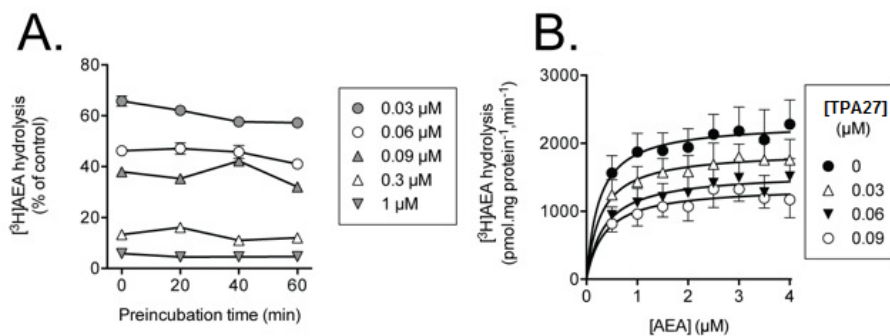 A.
[³H]AEA hydrolysis
(% of control)
80
60
40
20
0
0 20 40 60
Preincubation time (min)
0.03 µM
0.06 µM
0.09 µM
0.3 µM
1 µM
B.
[³H]AEA hydrolysis
(pmol.mg protein⁻¹,min⁻¹)
3000
2000
1000
0
0 1 2 3 4
[AEA] (µM)
[TPA27]
(µM)
0
0.03
0.06
0.09